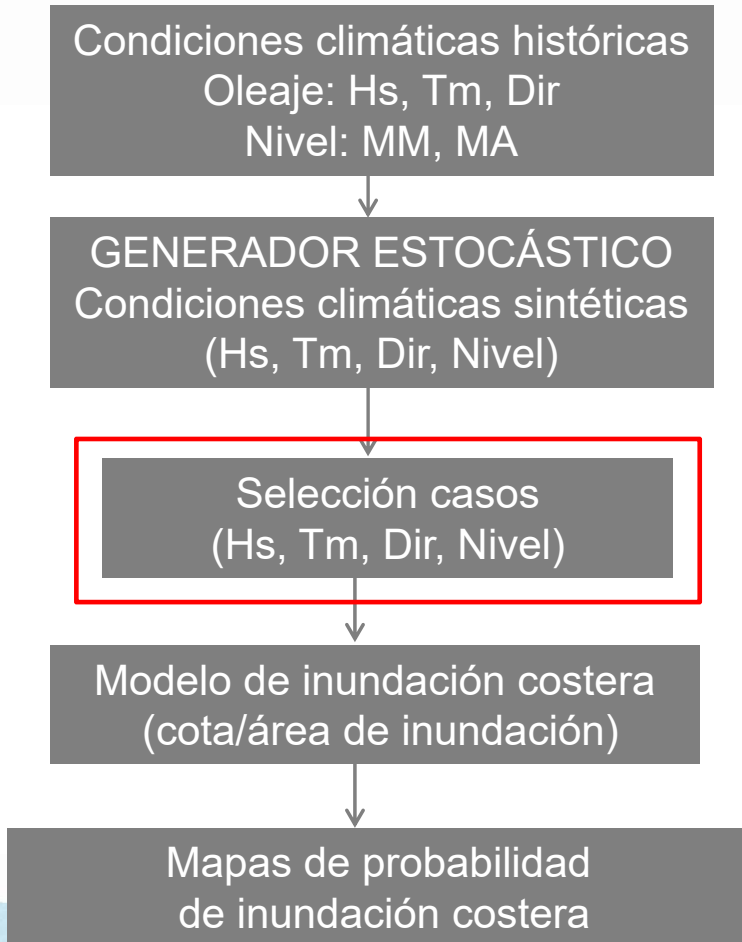 Condiciones climáticas históricas
Oleaje: Hs, Tm, Dir
Nivel: MM, MA
GENERADOR ESTOCÁSTICO
Condiciones climáticas sintéticas
(Hs, Tm, Dir, Nivel)
Selección casos
(Hs, Tm, Dir, Nivel)
Modelo de inundación costera
(cota/área de inundación)
Mapas de probabilidad
de inundación costera